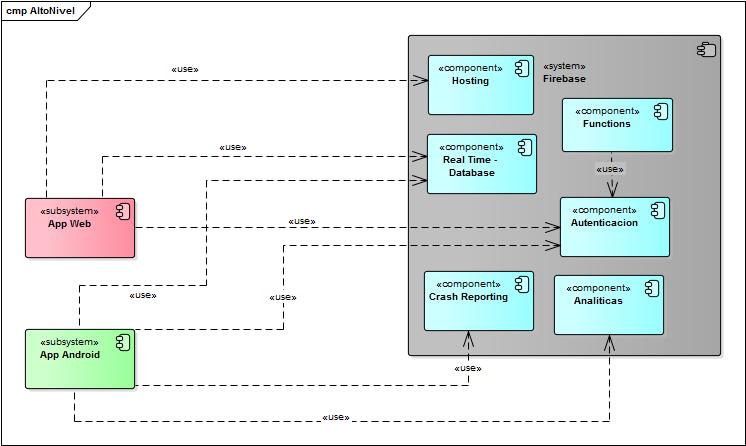 cmp AltoNivel
«use»
«component»
Hosting
«system»
Firebase
«component»
Functions
«use»
«component»
Real Time -
Database
«use»
«subsystem»
App Web
«use»
«component»
Autenticacion
«use»
«use»
«component»
Crash Reporting
«component»
Analiticas
«subsystem»
App Android
«use»
«use»